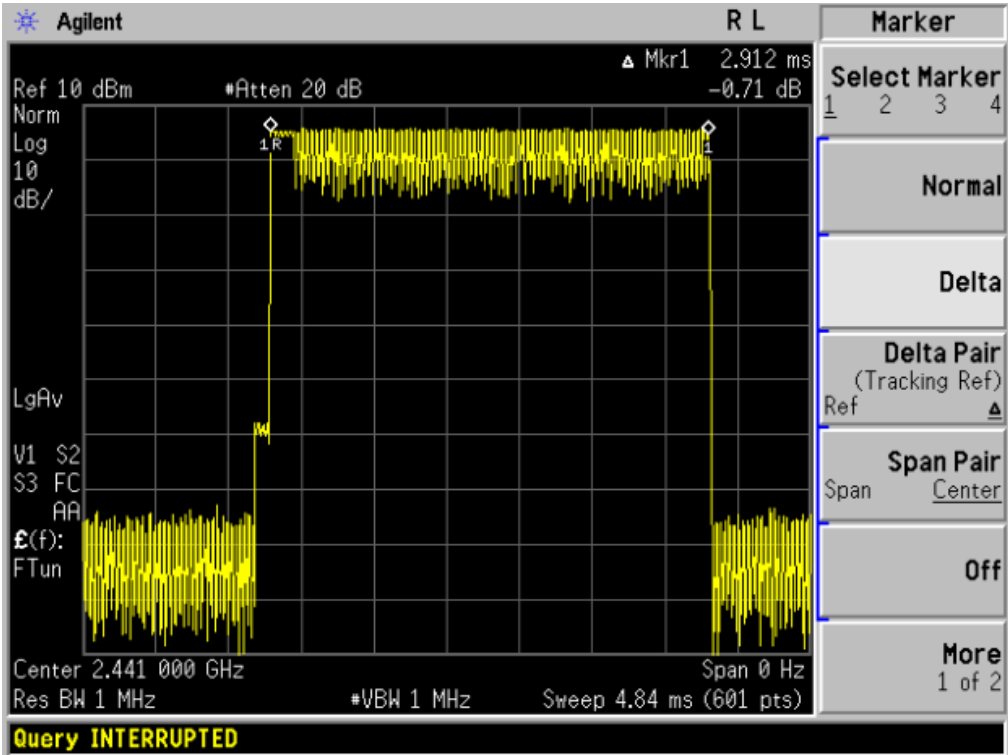 Agilent
R L
Marker
Δ Mkr1 2.912 ms
Ref 10 dBm #Atten 20 dB -0.71 dB
Norm
Log
10
dB/
1R
1
LgAv
V1 S2
S3 FC
AA
£(f):
FTun
Center 2.441 000 GHz Span 0 Hz
Res BW 1 MHz #VBW 1 MHz Sweep 4.84 ms (601 pts)
Query INTERRUPTED
Select Marker
1 2 3 4
Normal
Delta
Delta Pair
(Tracking Ref)
Ref Δ
Span Pair
Span Center
Off
More
1 of 2